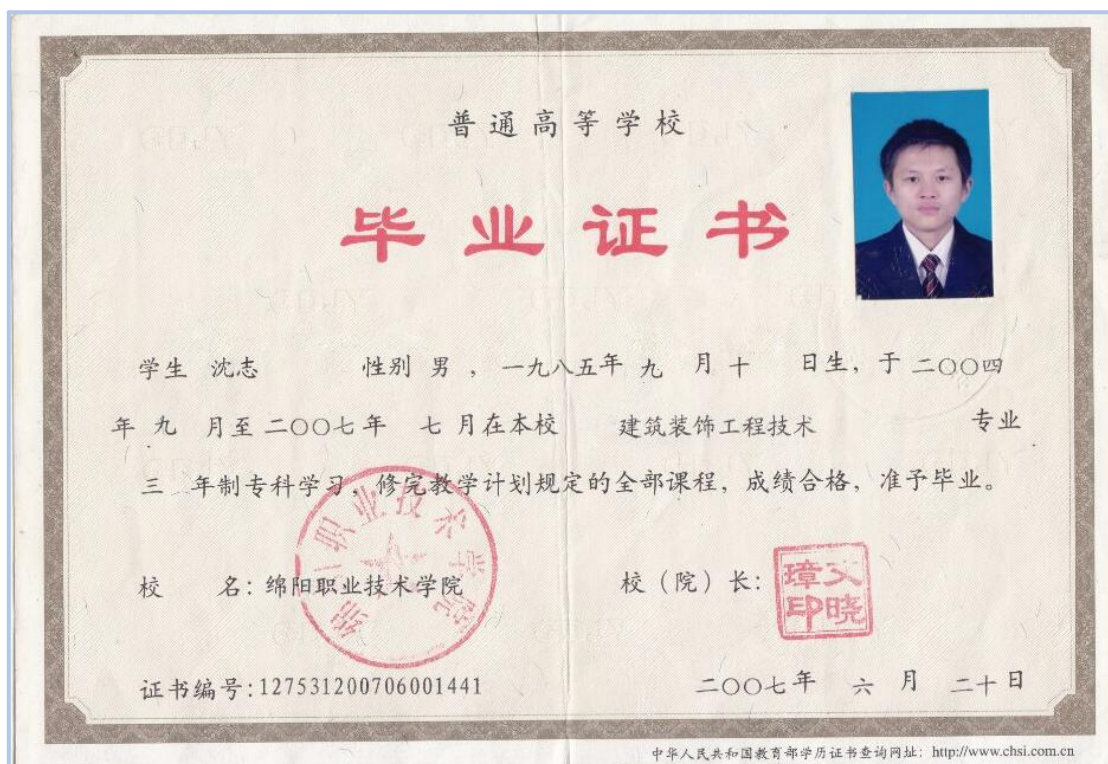 普通高等学校
毕业证书
学生 沈志 性别 男 ，一九八五年 九 月 十 日生，于 二〇〇四
年 九 月至 二〇〇七年 七 月在本校 建筑装饰工程技术 专业
三 年制专科学习，修完教学计划规定的全部课程，成绩合格，准予毕业。
校 名：绵阳职业技术学院
校（院）长：
证书编号：127531200706001441
二〇〇七年 六 月 二十日
中华人民共和国教育部学历证书查询网址：http://www.chsi.com.cn